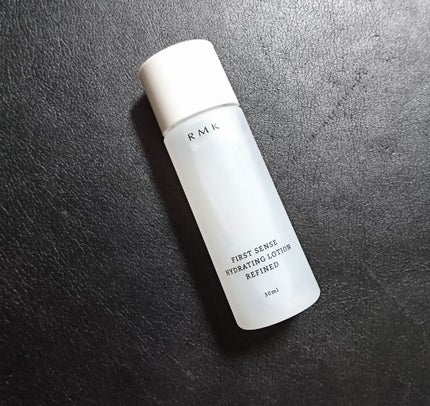 RMK
FIRST SENSE
HYDRATING LOTION
REFINED
30ml